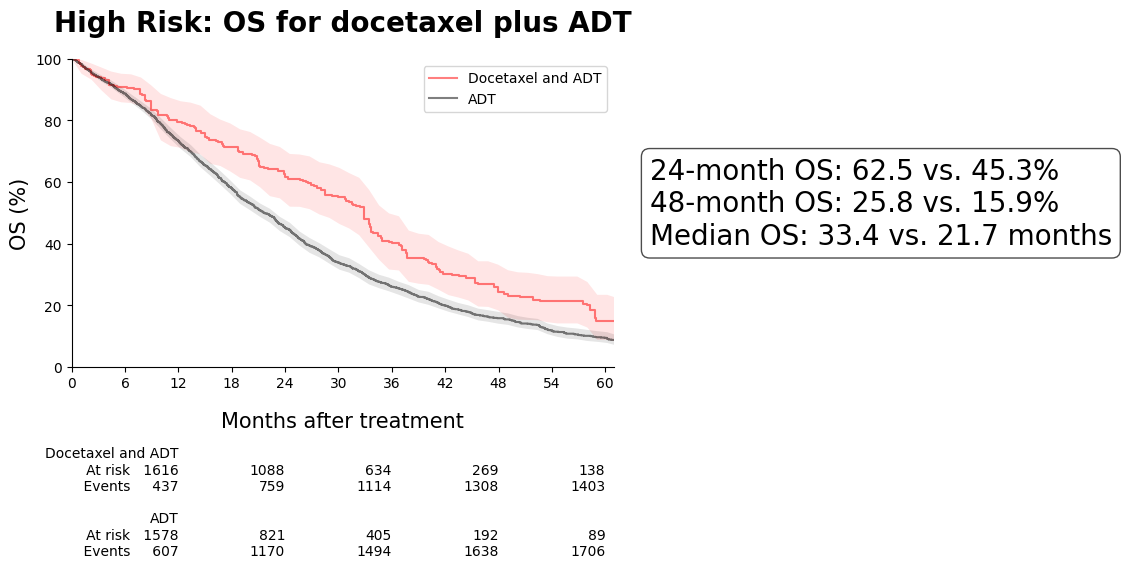 High Risk: OS for docetaxel plus ADT
100
80
60
40
20
0
OS (%)
Docetaxel and ADT
ADT
24-month OS: 62.5 vs. 45.3%
48-month OS: 25.8 vs. 15.9%
Median OS: 33.4 vs. 21.7 months
0 6 12 18 24 30 36 42 48 54 60
Months after treatment
Docetaxel and ADT
At risk 1616 1088 634 269 138
Events 437 759 1114 1308 1403
ADT
At risk 1578 821 405 192 89
Events 607 1170 1494 1638 1706